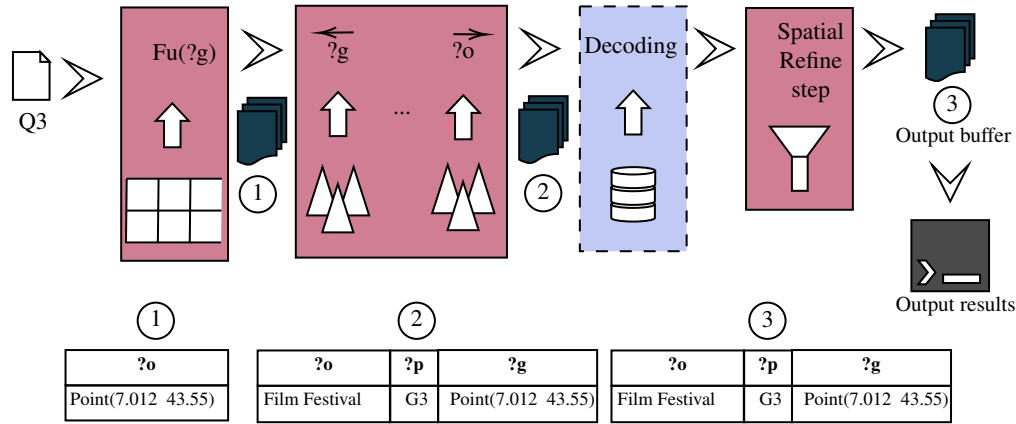 Q3
Fu(?g)
1
?g
...
?o
2
Decoding
Spatial
Refine
step
3
Output buffer
Output results
1
2
3
?o
Point(7.012 43.55)
?o ?p ?g
Film Festival G3 Point(7.012 43.55)
?o ?p ?g
Film Festival G3 Point(7.012 43.55)